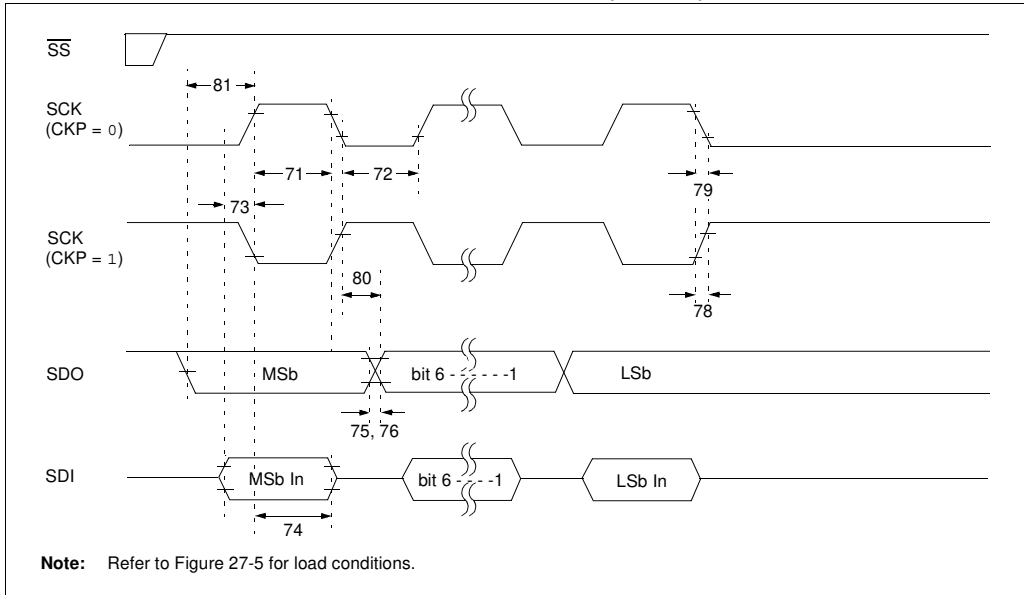 SS
81
SCK
(CKP = 0)
71
72
79
73
SCK
(CKP = 1)
80
78
SDO
MSb
bit 6 - - - - - - -1
LSb
75, 76
SDI
MSb In
bit 6 - - - - -1
LSb In
74
Note: Refer to Figure 27-5 for load conditions.